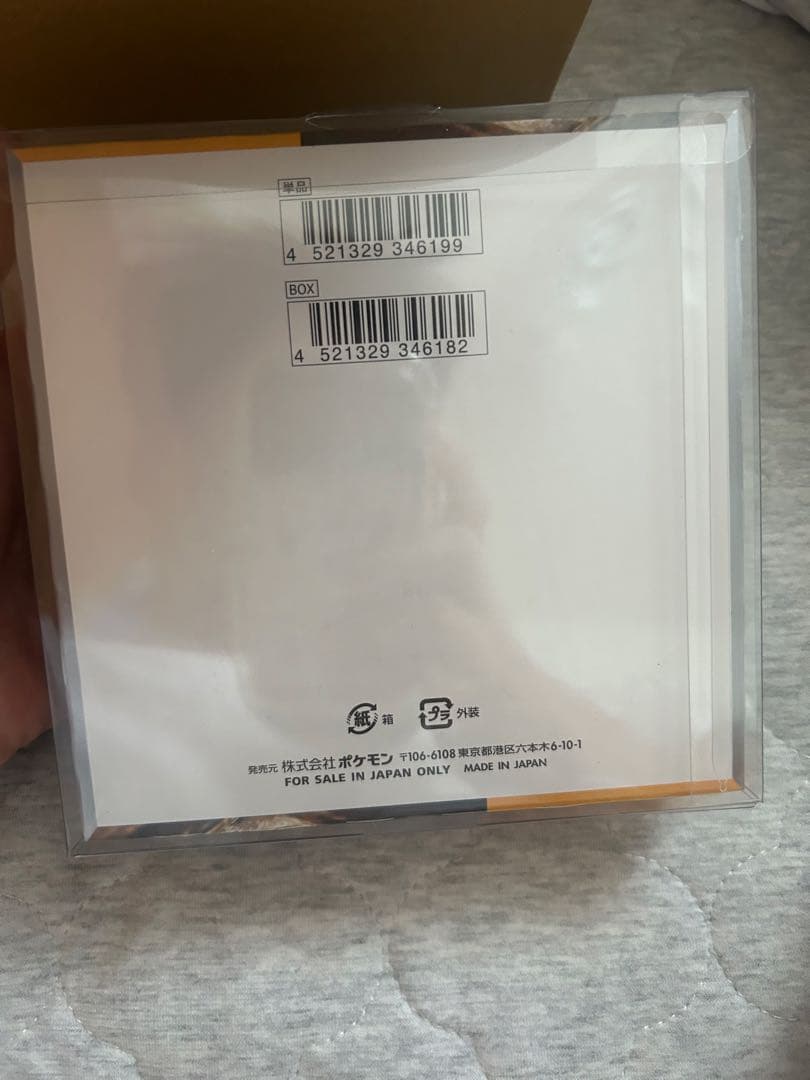 単品
4 521329 346199
BOX
4 521329 346182
紙 箱 プラ 外装
発売元 株式会社 ポケモン 〒106-6108 東京都港区六本木6-10-1
FOR SALE IN JAPAN ONLY MADE IN JAPAN